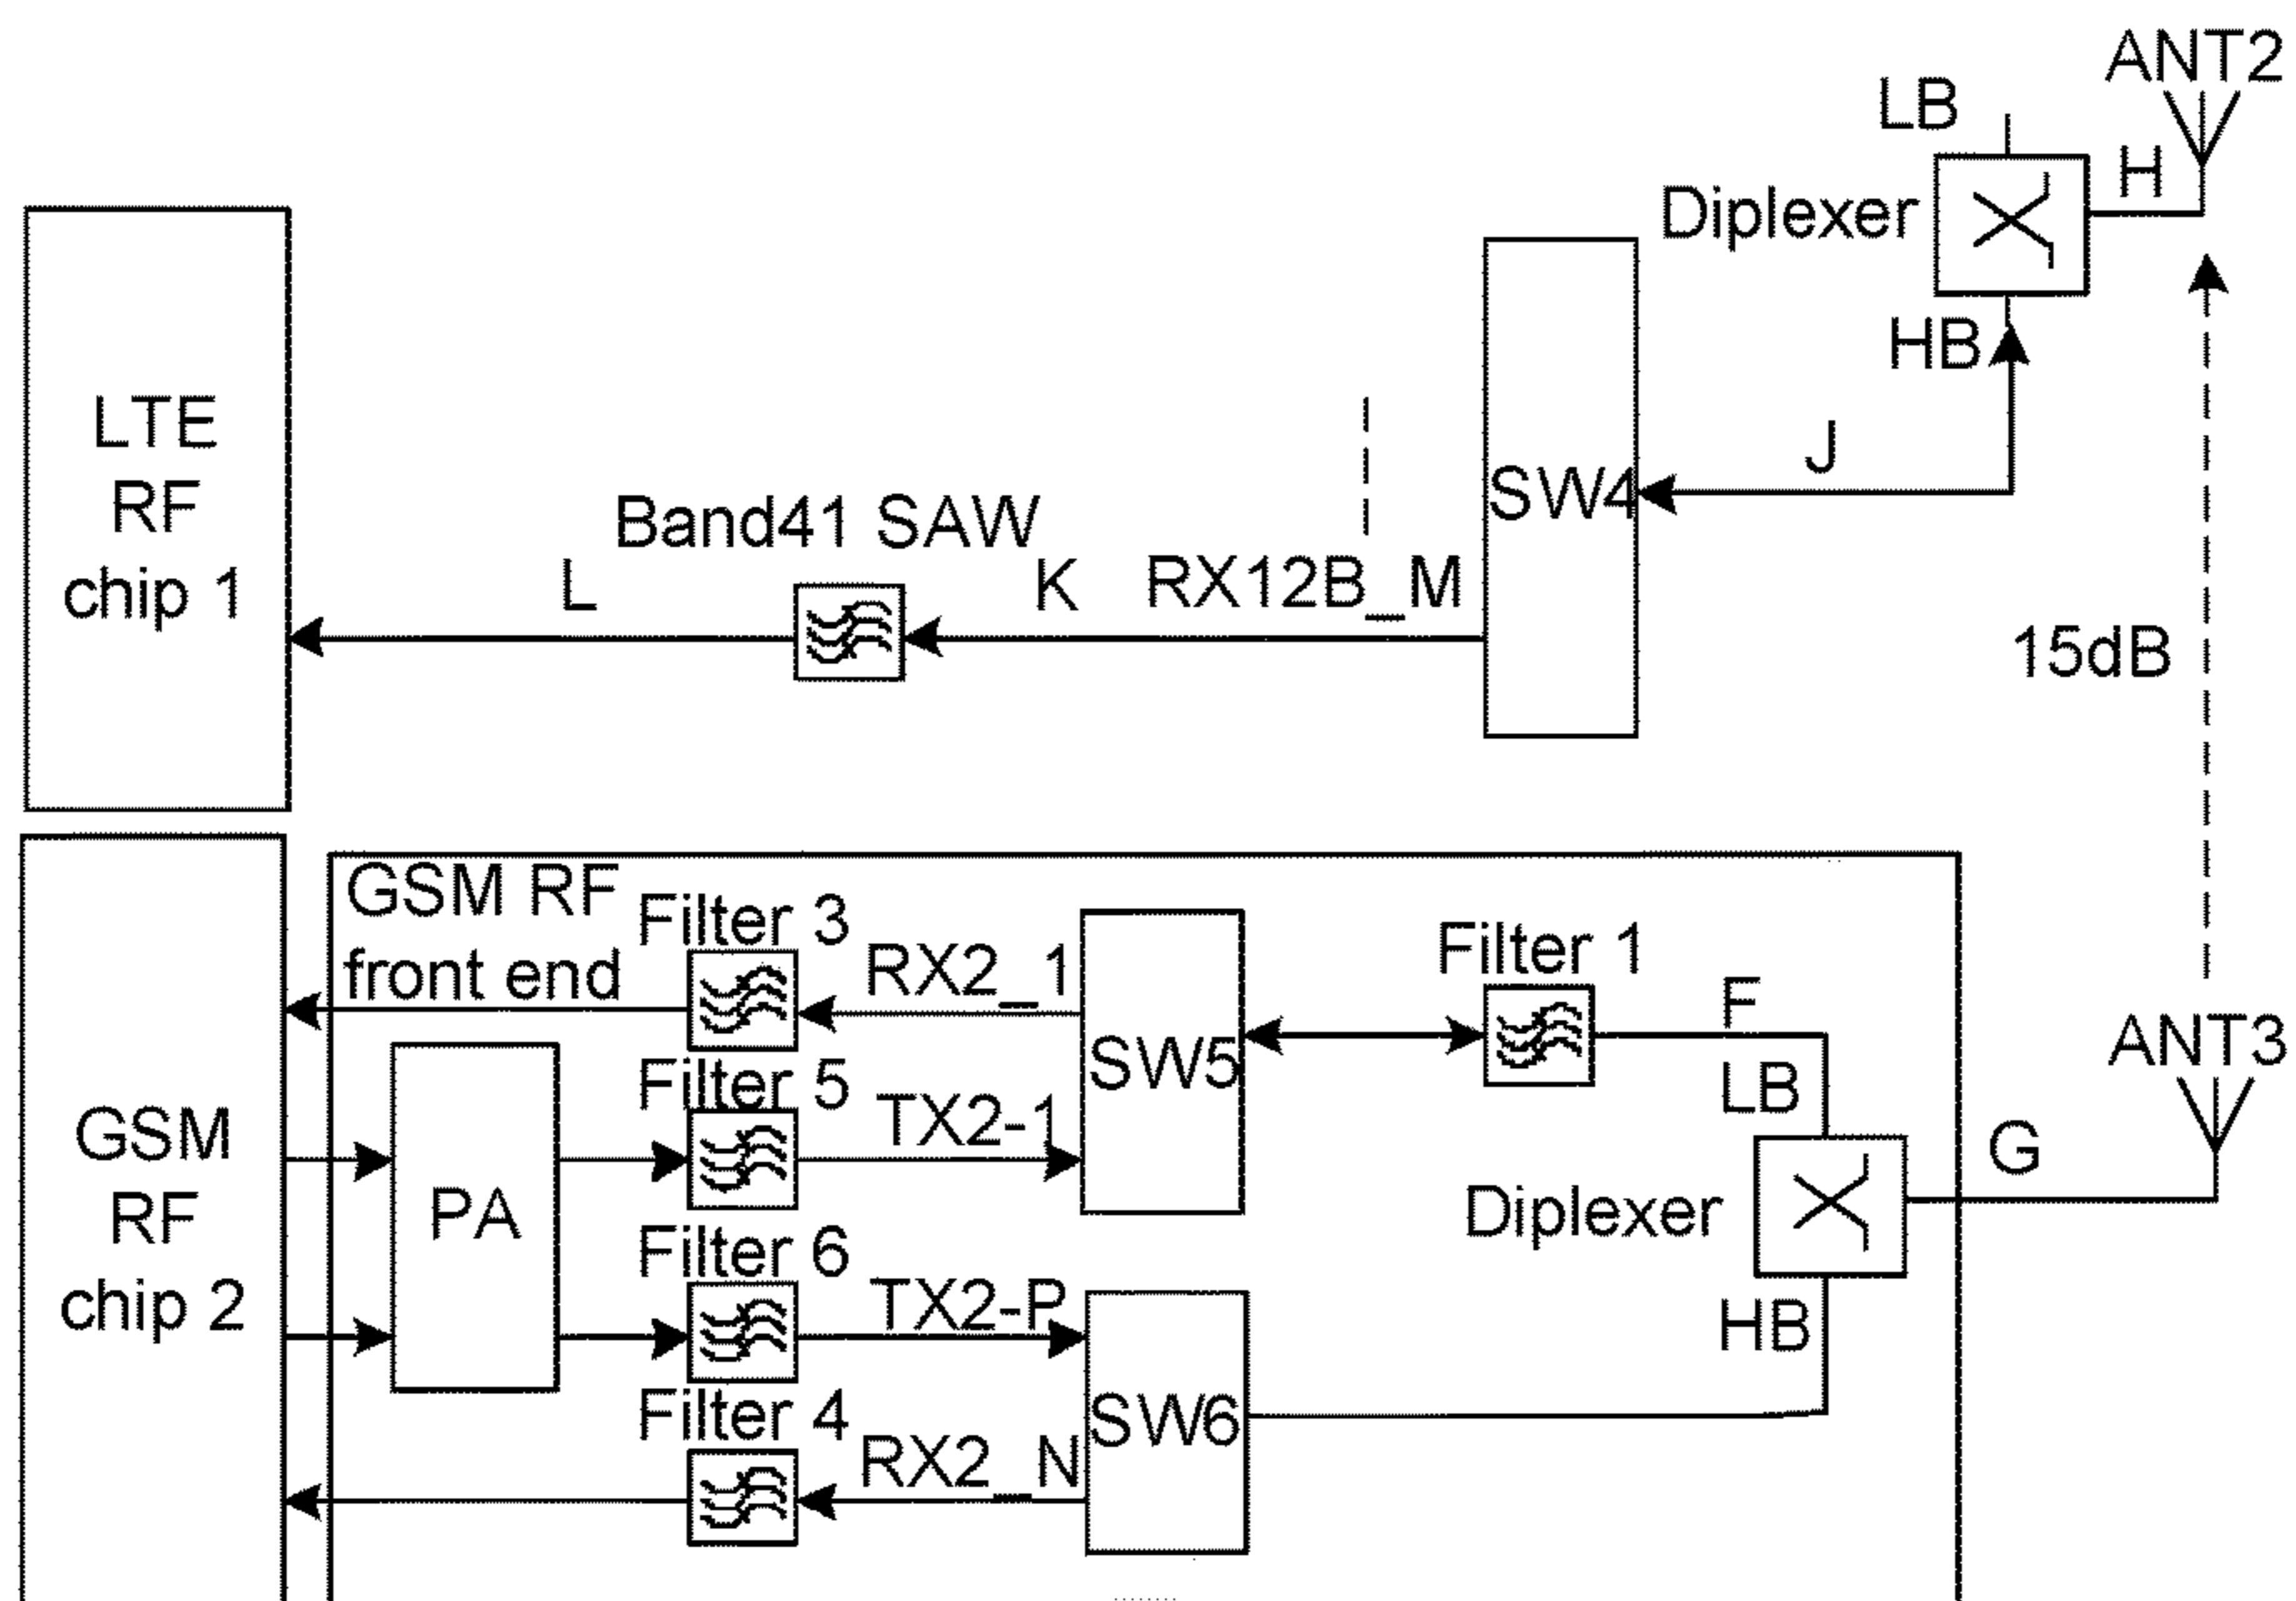 ANT2
LB
H
Diplexer
HB
LTE
RF
chip 1
J
SW4
Band41 SAW
L
K
RX12B_M
15dB
GSM RF
front end
Filter 3
RX2_1
Filter 1
F
LB
SW5
ANT3
Filter 5
TX2-1
GSM
RF
chip 2
PA
G
Diplexer
Filter 6
TX2-P
HB
Filter 4
RX2_N
SW6